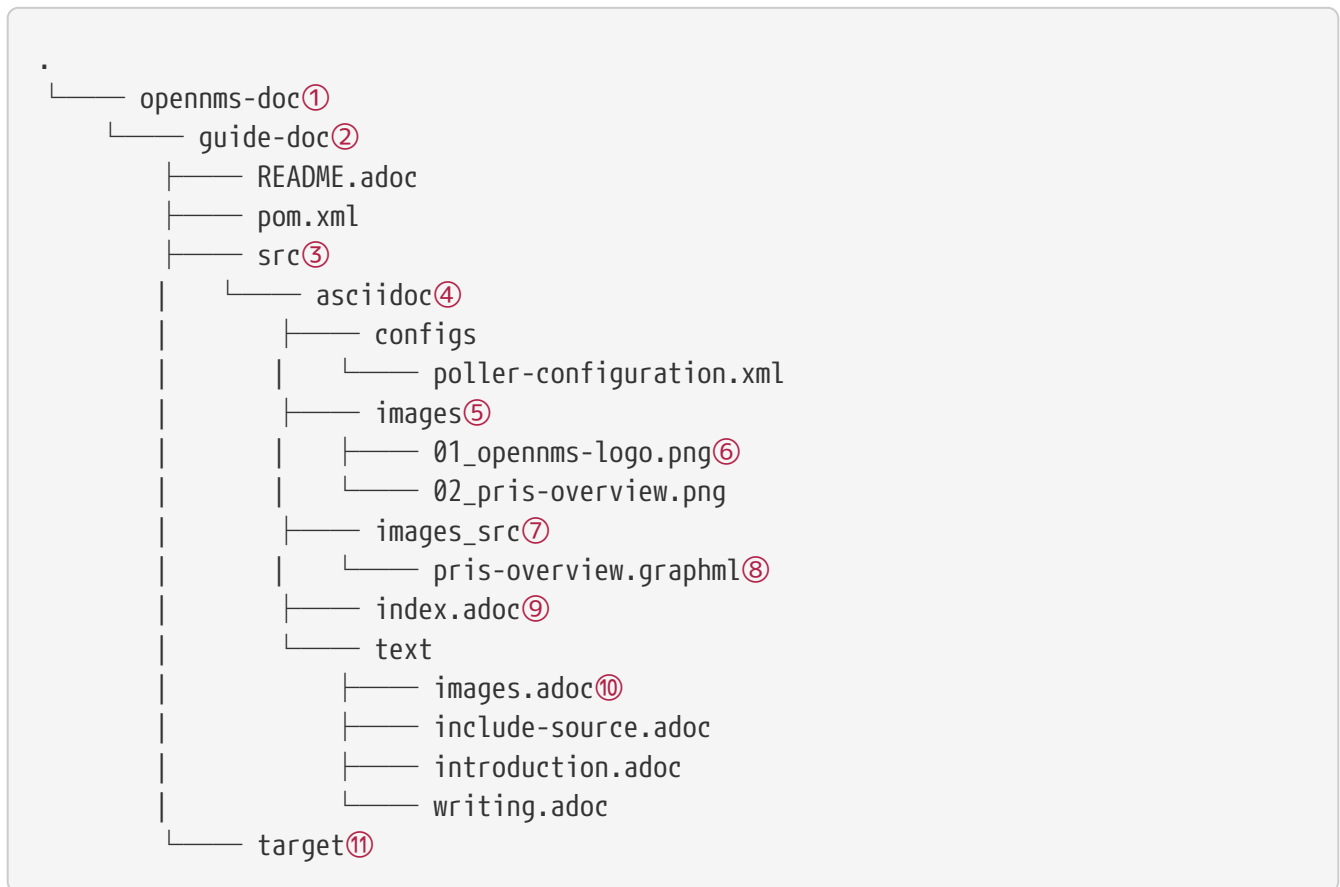 .
└──── opennms-doc①
    └──── guide-doc②
        ├──── README.adoc
        ├──── pom.xml
        ├──── src③
        |   └──── asciidoc④
        |       ├──── configs
        |       |   └──── poller-configuration.xml
        |       ├──── images⑤
        |       |   ├──── 01_opennms-logo.png⑥
        |       |   └──── 02_pris-overview.png
        |       ├──── images_src⑦
        |       |   └──── pris-overview.graphml⑧
        |       ├──── index.adoc⑨
        |       └──── text
        |           ├──── images.adoc⑩
        |           ├──── include-source.adoc
        |           ├──── introduction.adoc
        |           └──── writing.adoc
        └──── target⑪